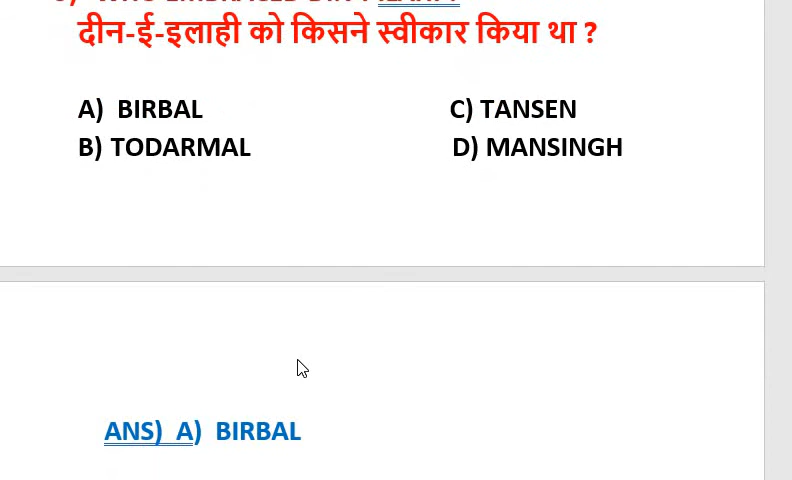 दीन-ई-इलाही को किसने स्वीकार किया था ?
A) BIRBAL
C) TANSEN
B) TODARMAL
D) MANSINGH
ANS) A) BIRBAL